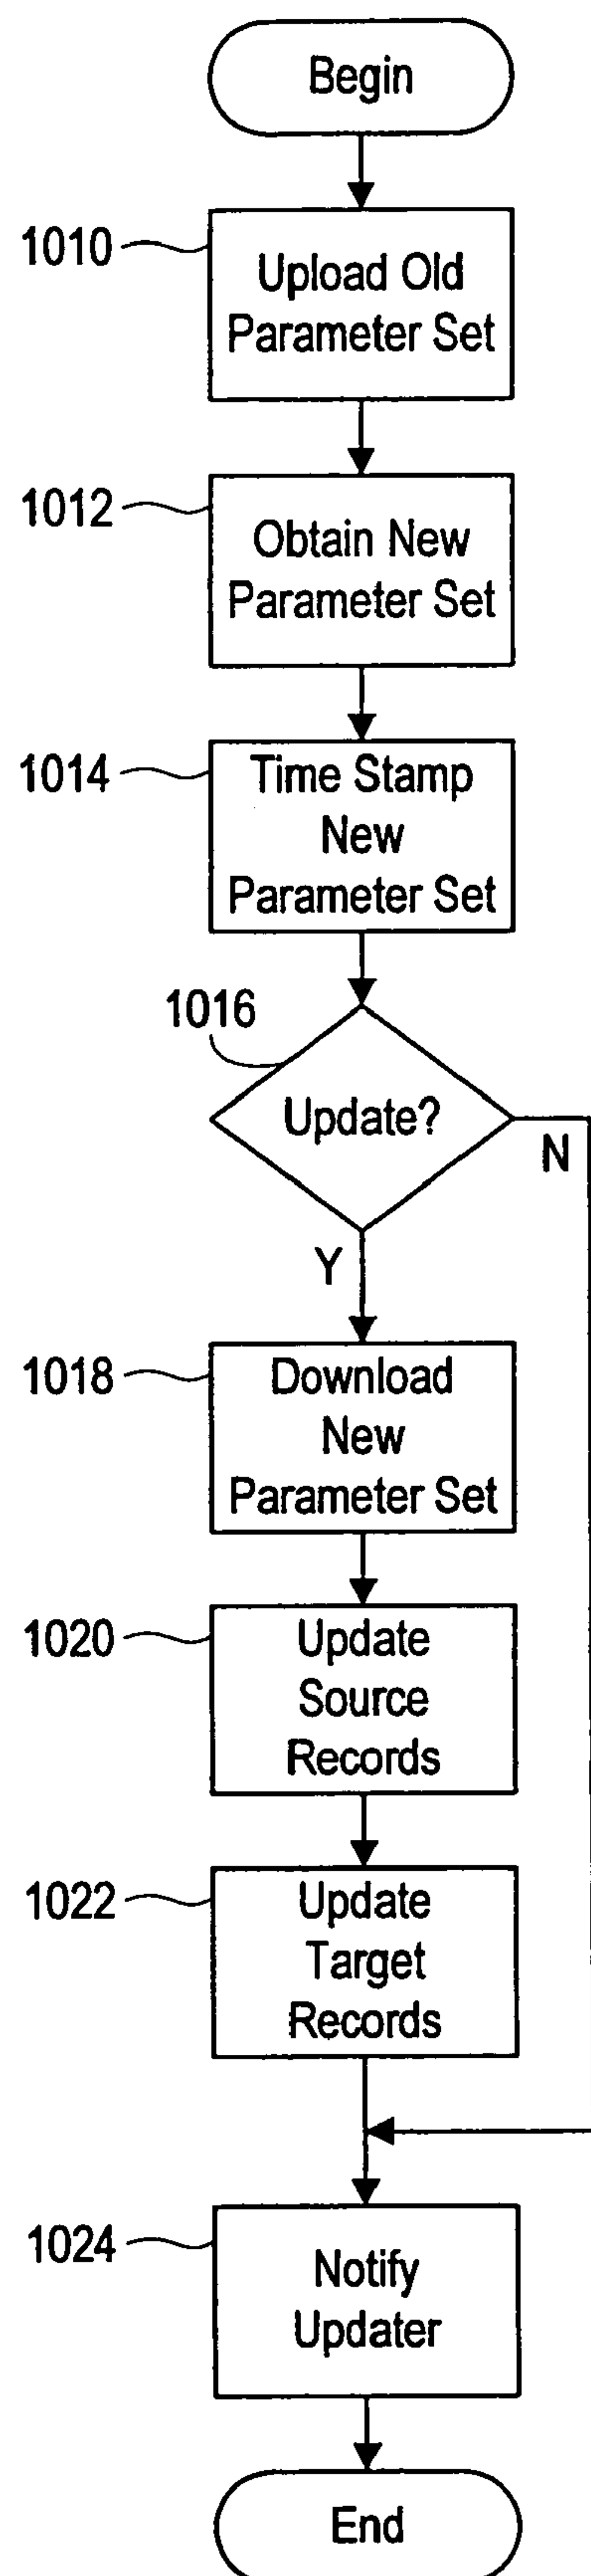 Begin
1010
Upload Old
Parameter Set
1012
Obtain New
Parameter Set
1014
Time Stamp
New
Parameter Set
1016
Update?
N
Y
1018
Download
New
Parameter Set
1020
Update
Source
Records
1022
Update
Target
Records
1024
Notify
Updater
End